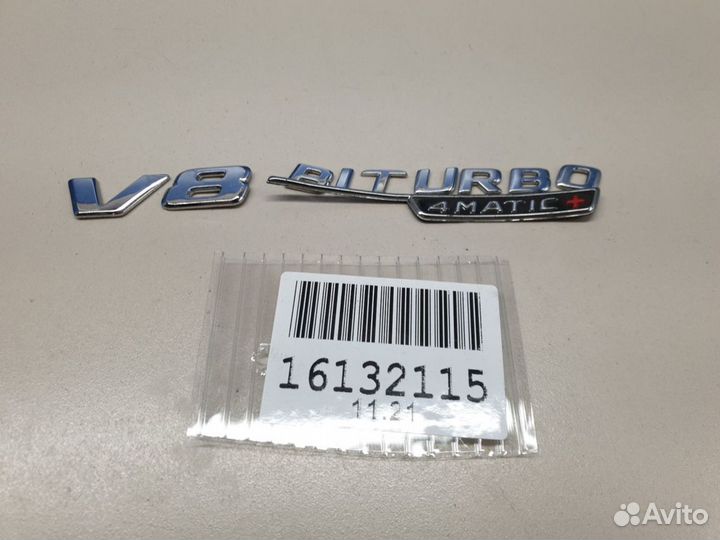 V8 BITURBO
4MATIC+
16132115
11.21
Avito